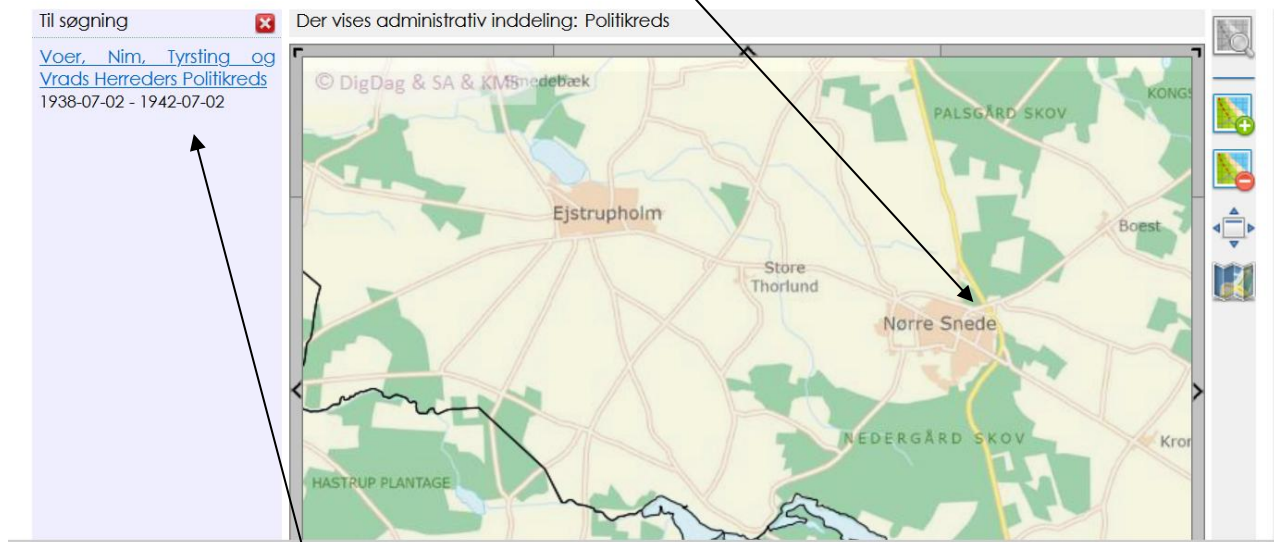 Til søgning
Der vises administrativ inddeling: Politikreds
Voer, Nim, Tyrsting og
Vrads Herreders Politikreds
1938-07-02 - 1942-07-02
© DigDag & SA & KMS
PALSGÅRD SKOV
Ejstrupholm
Boest
Store
Thorlund
Nørre Snede
NEDERGÅRD SKOV
HASTRUP PLANTAGE